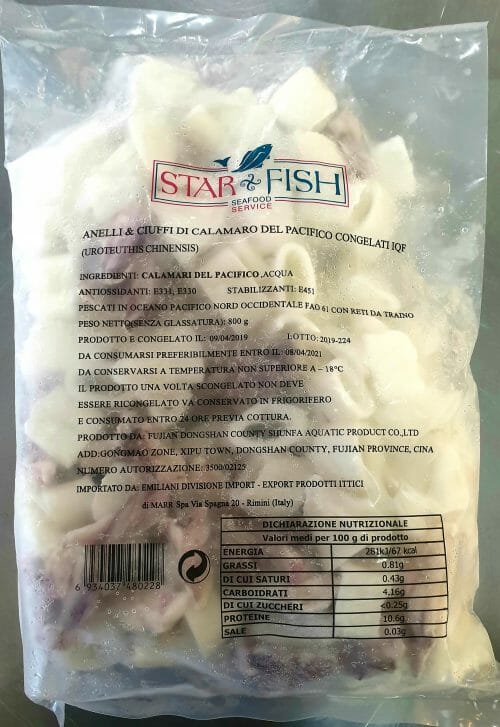 STAR FISH
SEAFOOD
SERVICE
ANELLI & CIUFFI DI CALAMARO DEL PACIFICO CONGELATI IQF
(UROTEUTHIS CHINENSIS)
INGREDIENTI: CALAMARI DEL PACIFICO ,ACQUA
ANTIOSSIDANTI: E331, E330 STABILIZZANTI: E451
PESCATI IN OCEANO PACIFICO NORD OCCIDENTALE FAO 61 CON RETI DA TRAINO
PESO NETTO(SENZA GLASSATURA): 800 g
PRODOTTO E CONGELATO IL: 09/04/2019 LOTTO: 2019-224
DA CONSUMARSI PREFERIBILMENTE ENTRO IL: 08/04/2021
DA CONSERVARSI A TEMPERATURA NON SUPERIORE A – 18°C
IL PRODOTTO UNA VOLTA SCONGELATO NON DEVE
ESSERE RICONGELATO VA CONSERVATO IN FRIGORIFERO
E CONSUMATO ENTRO 24 ORE PREVIA COTTURA.
PRODOTTO DA: FUJIAN DONGSHAN COUNTY SHUNFA AQUATIC PRODUCT CO.,LTD
ADD:GONGMAO ZONE, XIPU TOWN, DONGSHAN COUNTY, FUJIAN PROVINCE, CINA
NUMERO AUTORIZZAZIONE: 3500/02125
IMPORTATO DA: EMILIANI DIVISIONE IMPORT - EXPORT PRODOTTI ITTICI
di MARR Spa Via Spagna 20 - Rimini (Italy)
DICHIARAZIONE NUTRIZIONALE
Valori medi per 100 g di prodotto
ENERGIA 281kJ/67 kcal
GRASSI 0.81g
DI CUI SATURI 0.43g
CARBOIDRATI 4,16g
DI CUI ZUCCHERI <0.25g
PROTEINE 10.6g
SALE 0.03g
6 934037 480228